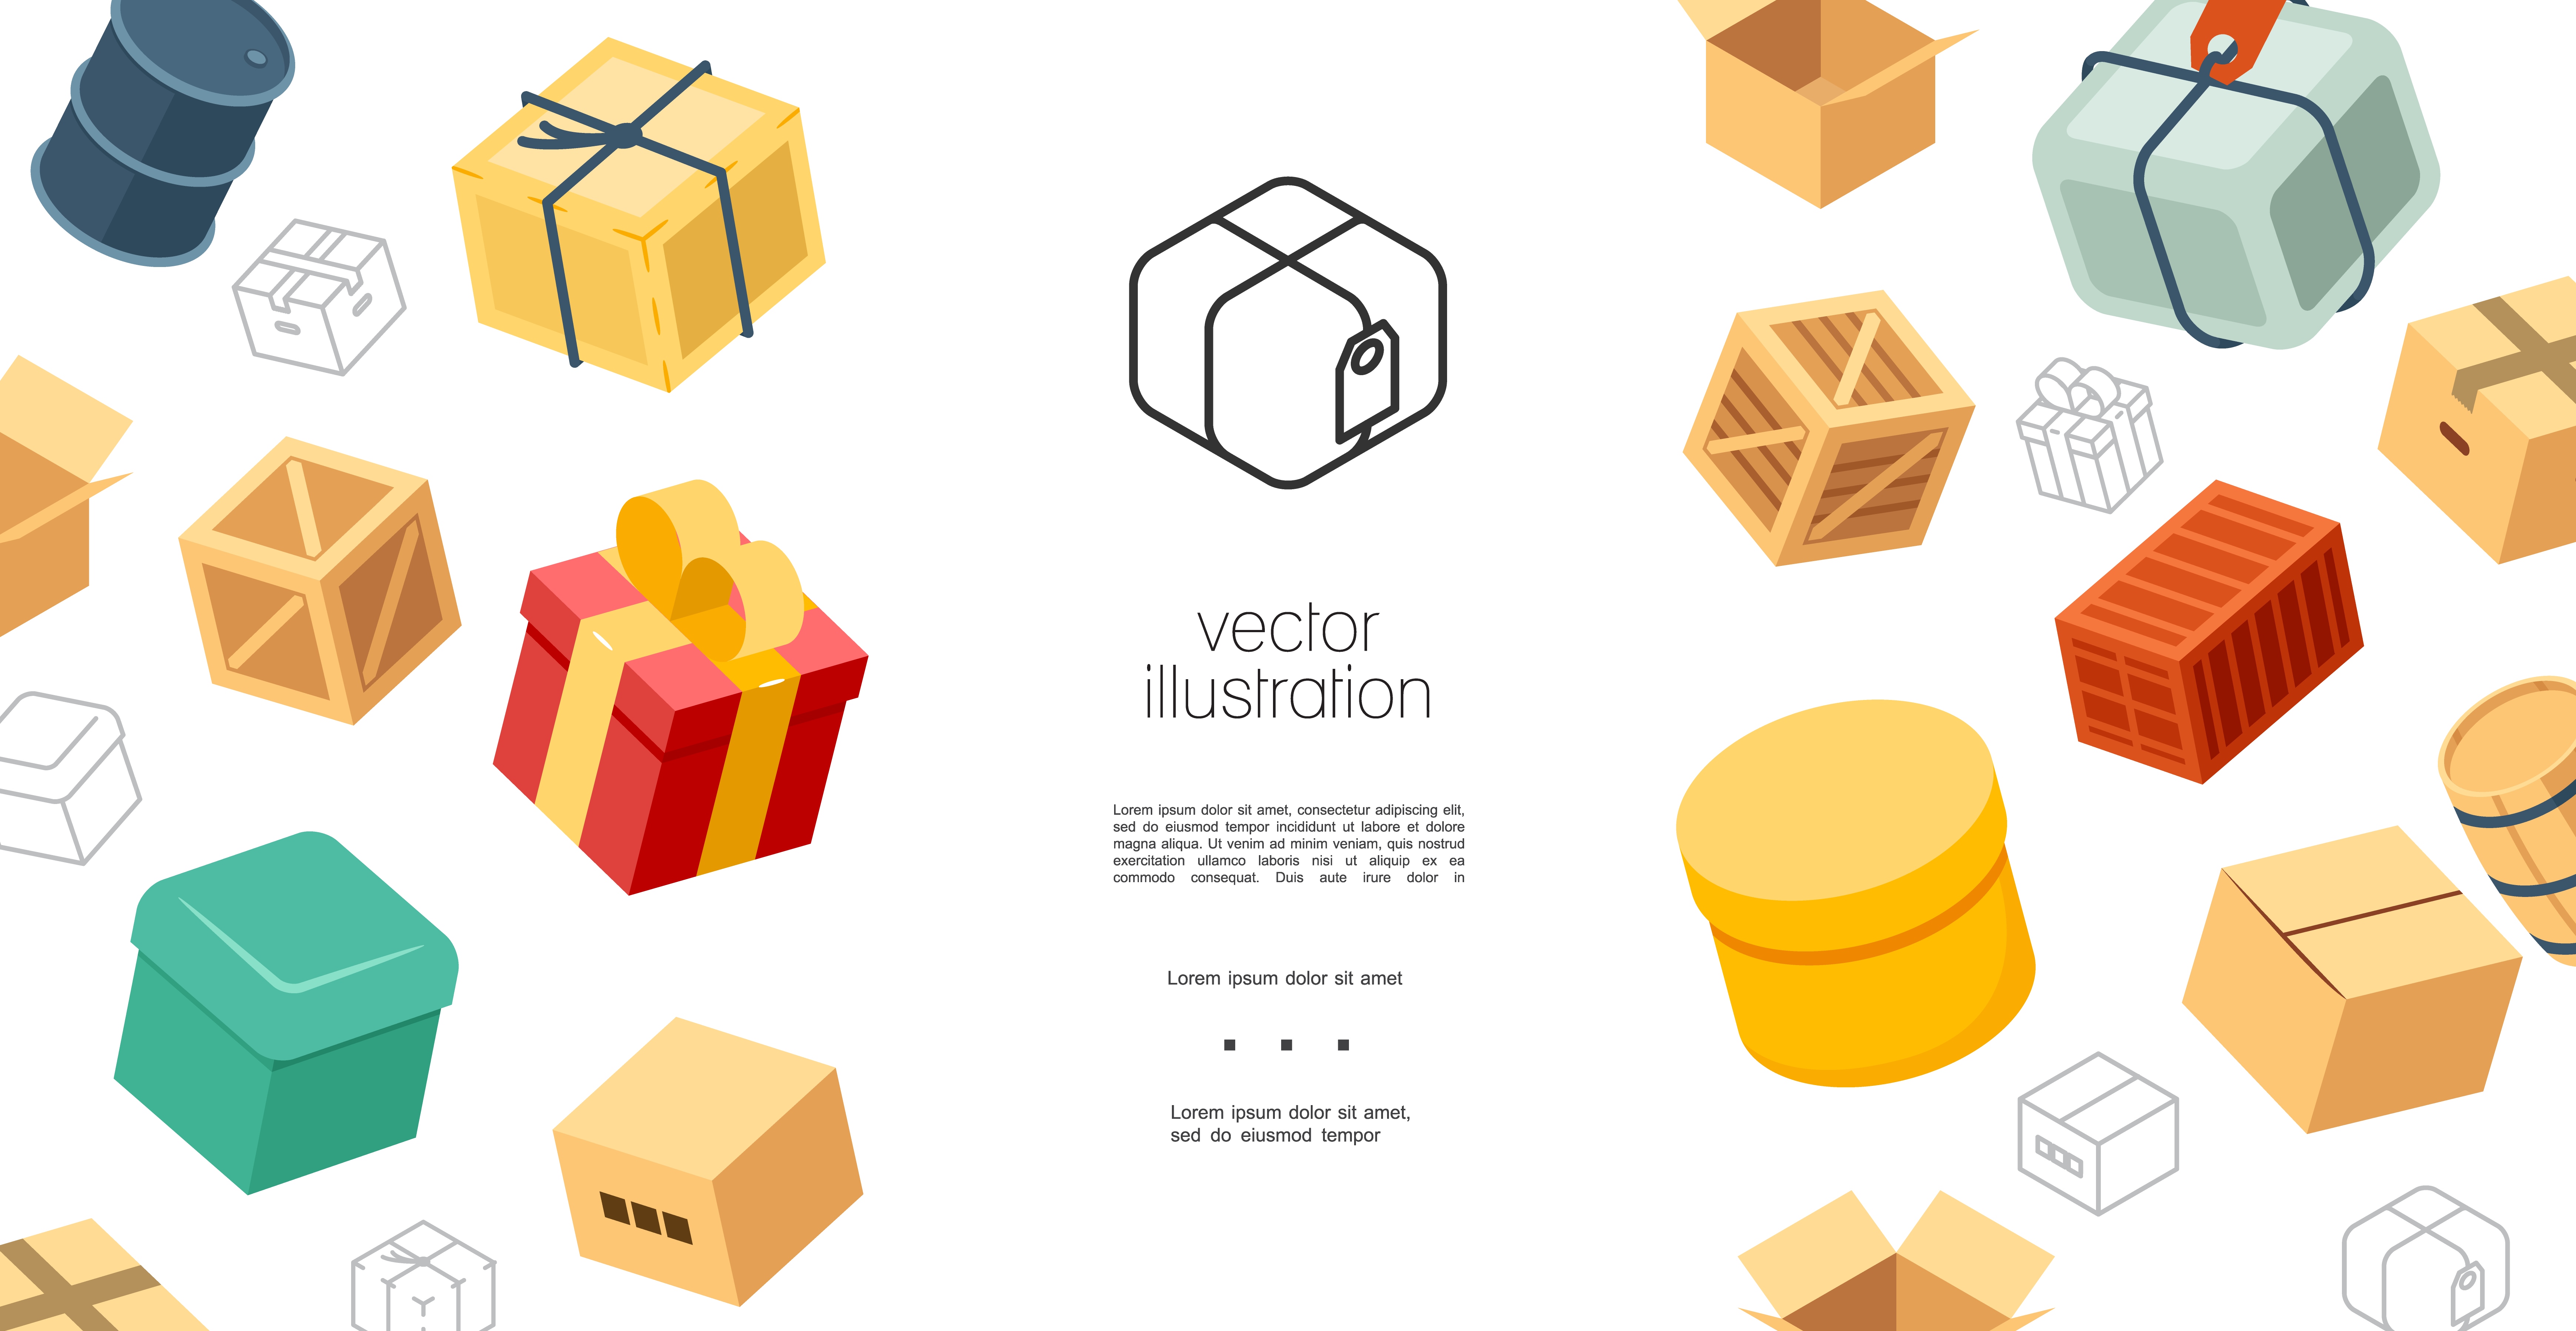 vector
illustration
Lorem ipsum dolor sit amet, consectetur adipiscing elit,
sed do eiusmod tempor incididunt ut labore et dolore
magna aliqua. Ut venim ad minim veniam, quis nostrud
exercitation ullamco laboris nisi ut aliquip ex ea
commodo consequat. Duis aute irure dolor in
Lorem ipsum dolor sit amet
Lorem ipsum dolor sit amet,
sed do eiusmod tempor